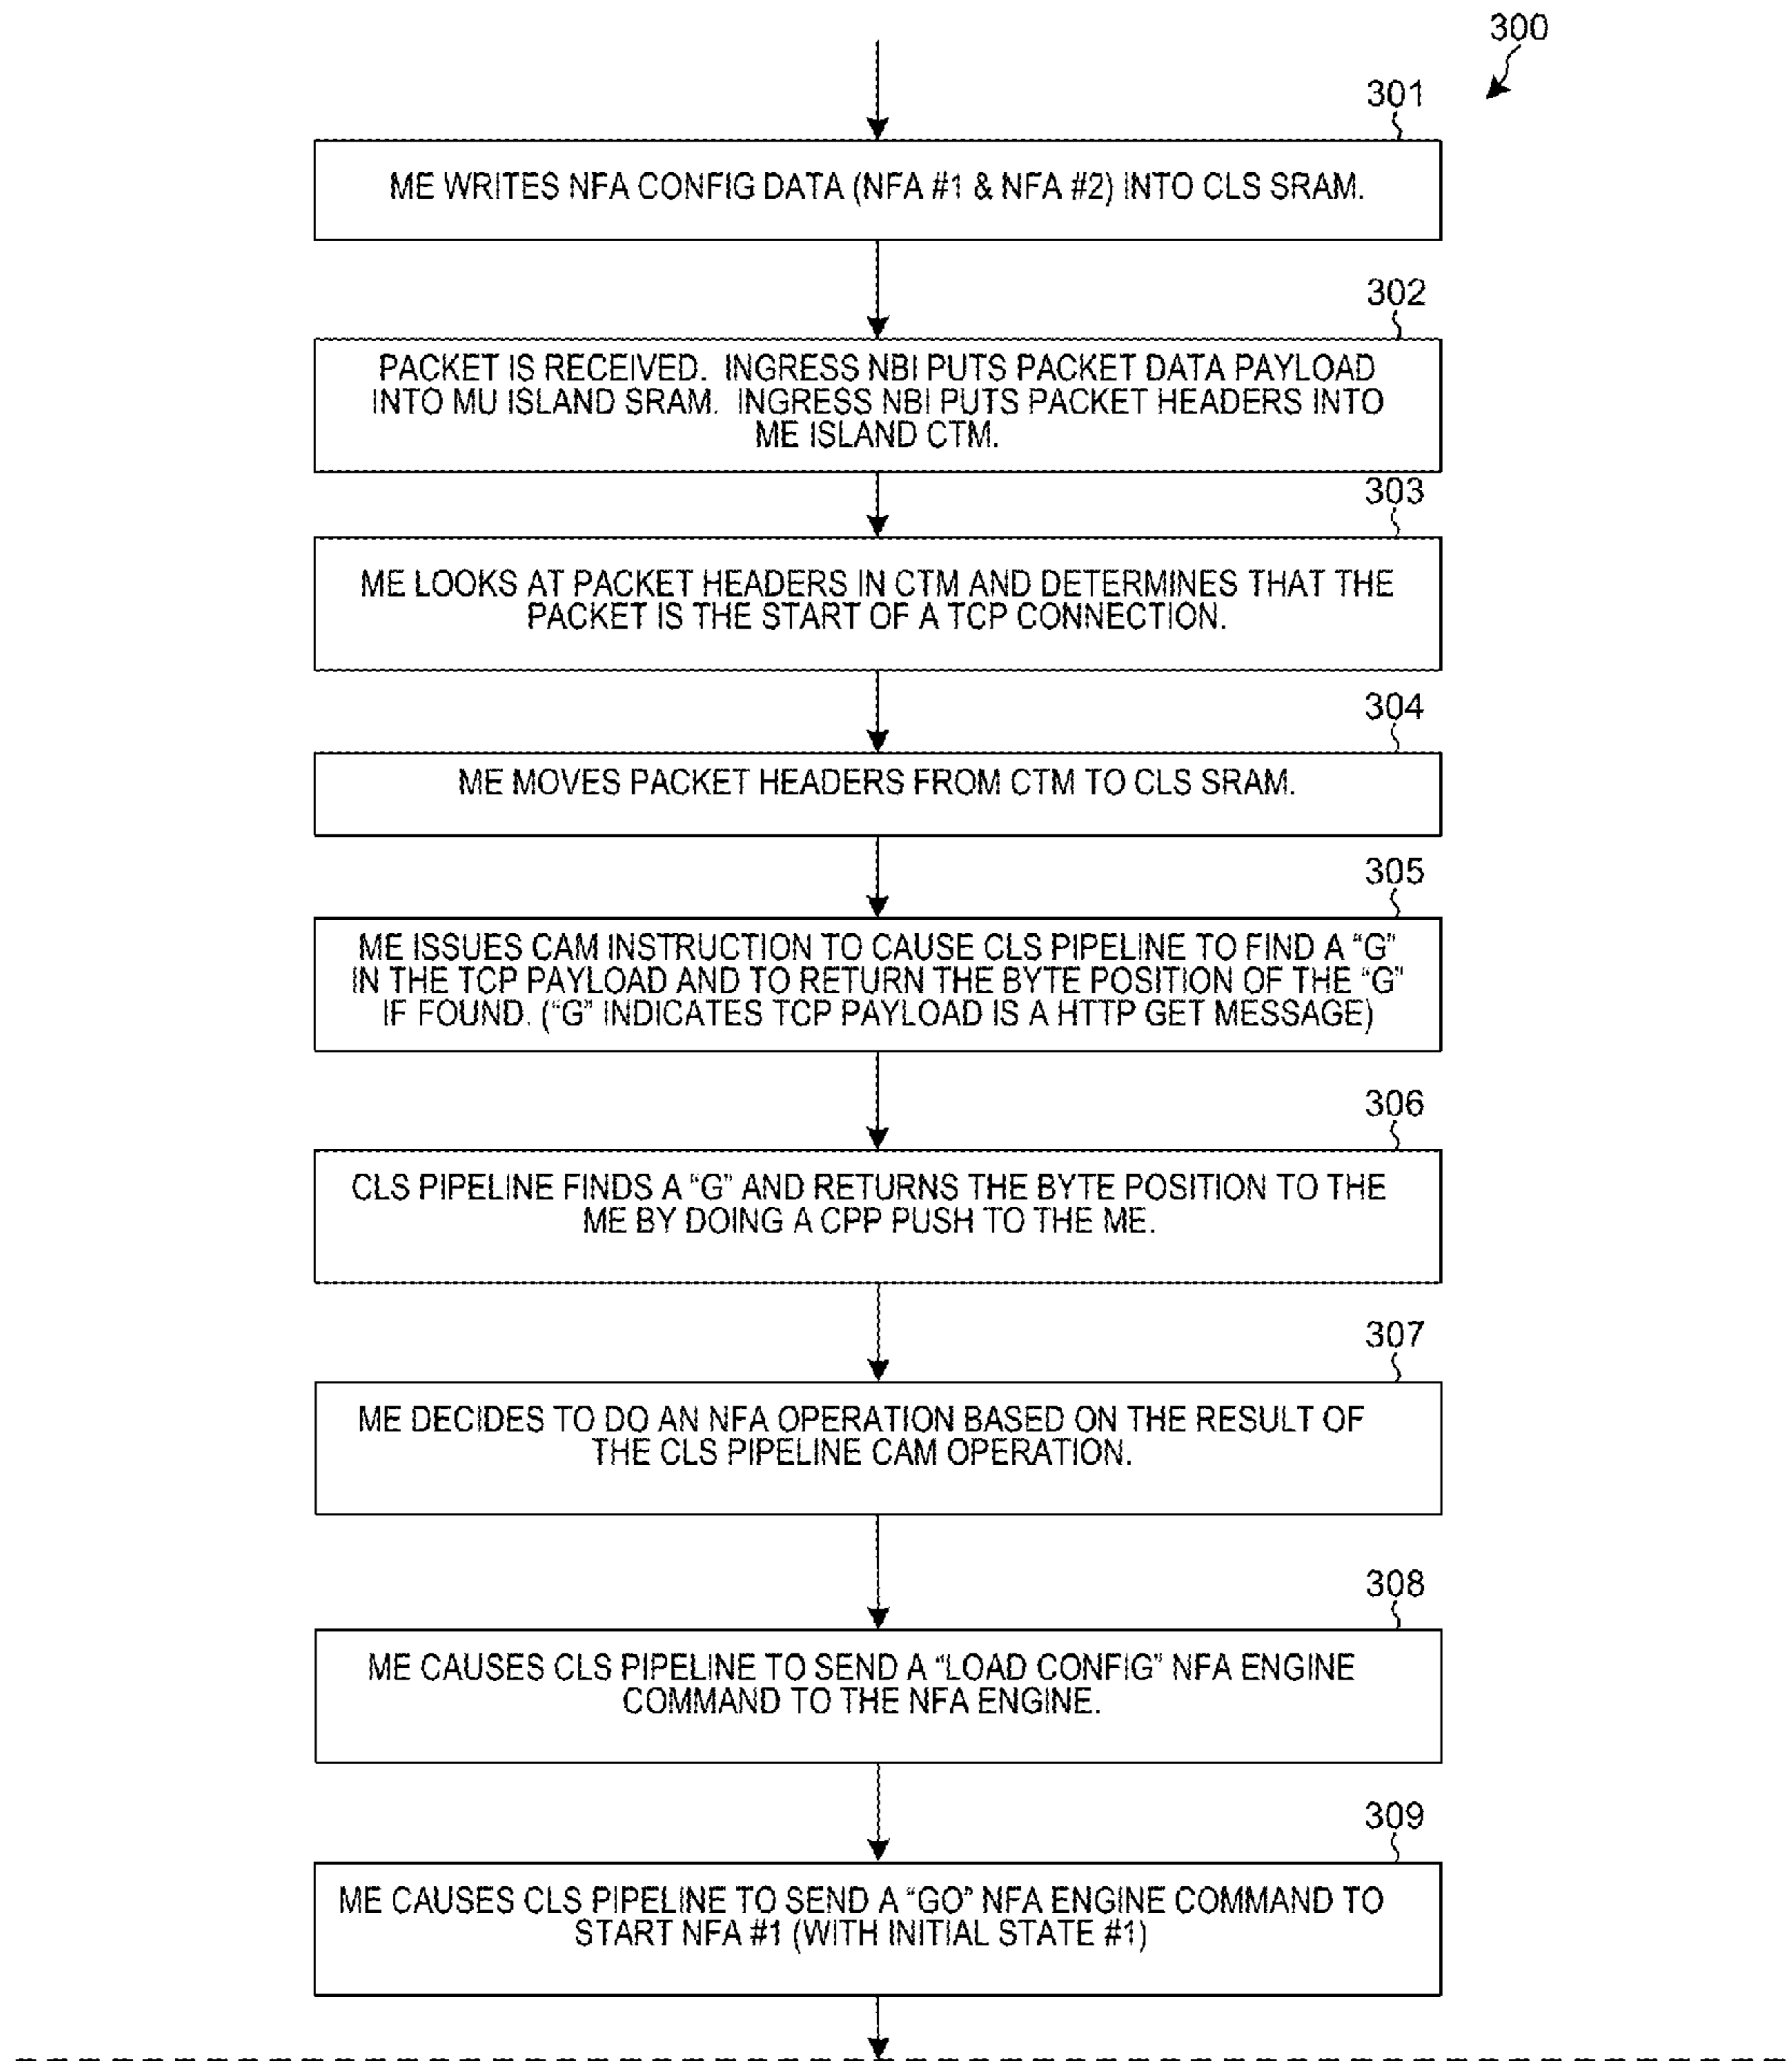 300
301
ME WRITES NFA CONFIG DATA (NFA #1 & NFA #2) INTO CLS SRAM.
302
PACKET IS RECEIVED. INGRESS NBI PUTS PACKET DATA PAYLOAD
INTO MU ISLAND SRAM. INGRESS NBI PUTS PACKET HEADERS INTO
ME ISLAND CTM.
303
ME LOOKS AT PACKET HEADERS IN CTM AND DETERMINES THAT THE
PACKET IS THE START OF A TCP CONNECTION.
304
ME MOVES PACKET HEADERS FROM CTM TO CLS SRAM.
305
ME ISSUES CAM INSTRUCTION TO CAUSE CLS PIPELINE TO FIND A “G”
IN THE TCP PAYLOAD AND TO RETURN THE BYTE POSITION OF THE “G”
IF FOUND. (“G” INDICATES TCP PAYLOAD IS A HTTP GET MESSAGE)
306
CLS PIPELINE FINDS A “G” AND RETURNS THE BYTE POSITION TO THE
ME BY DOING A CPP PUSH TO THE ME.
307
ME DECIDES TO DO AN NFA OPERATION BASED ON THE RESULT OF
THE CLS PIPELINE CAM OPERATION.
308
ME CAUSES CLS PIPELINE TO SEND A “LOAD CONFIG” NFA ENGINE
COMMAND TO THE NFA ENGINE.
309
ME CAUSES CLS PIPELINE TO SEND A “GO” NFA ENGINE COMMAND TO
START NFA #1 (WITH INITIAL STATE #1)